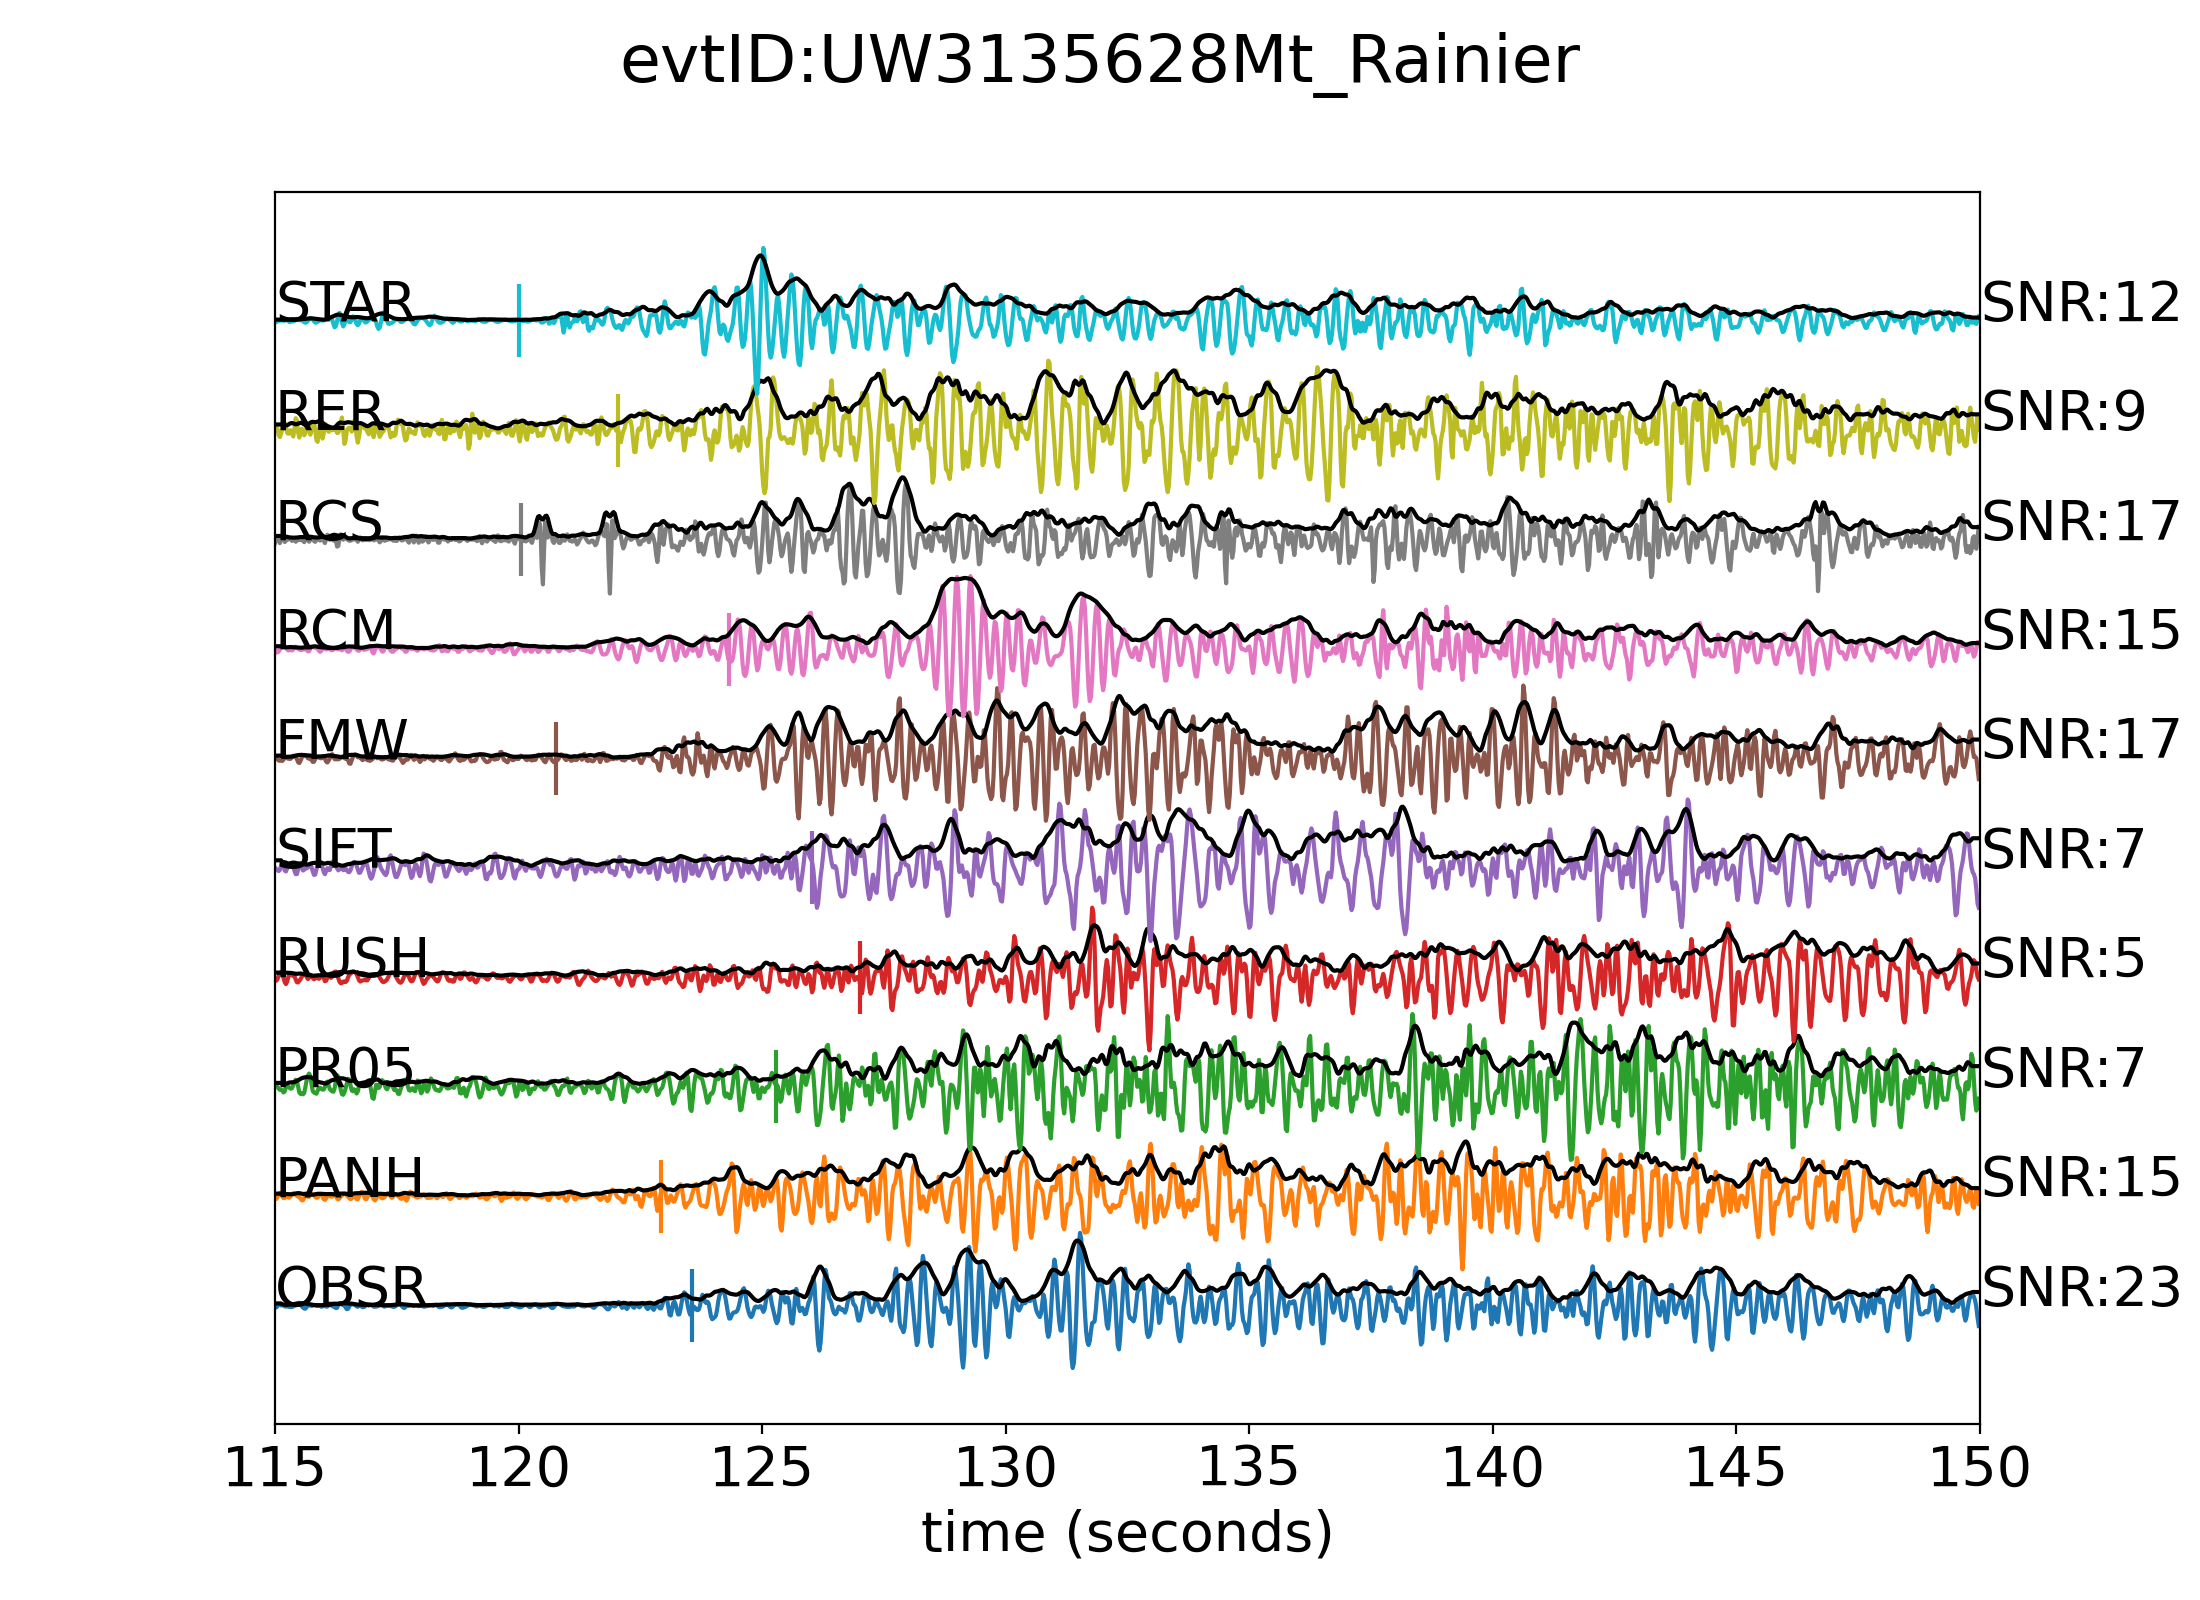 evtID:UW3135628Mt_Rainier
STAR SNR:12
RER SNR:9
RCS SNR:17
RCM SNR:15
FMW SNR:17
SIFT SNR:7
RUSH SNR:5
PR05 SNR:7
PANH SNR:15
OBSR SNR:23
115 120 125 130 135 140 145 150
time (seconds)